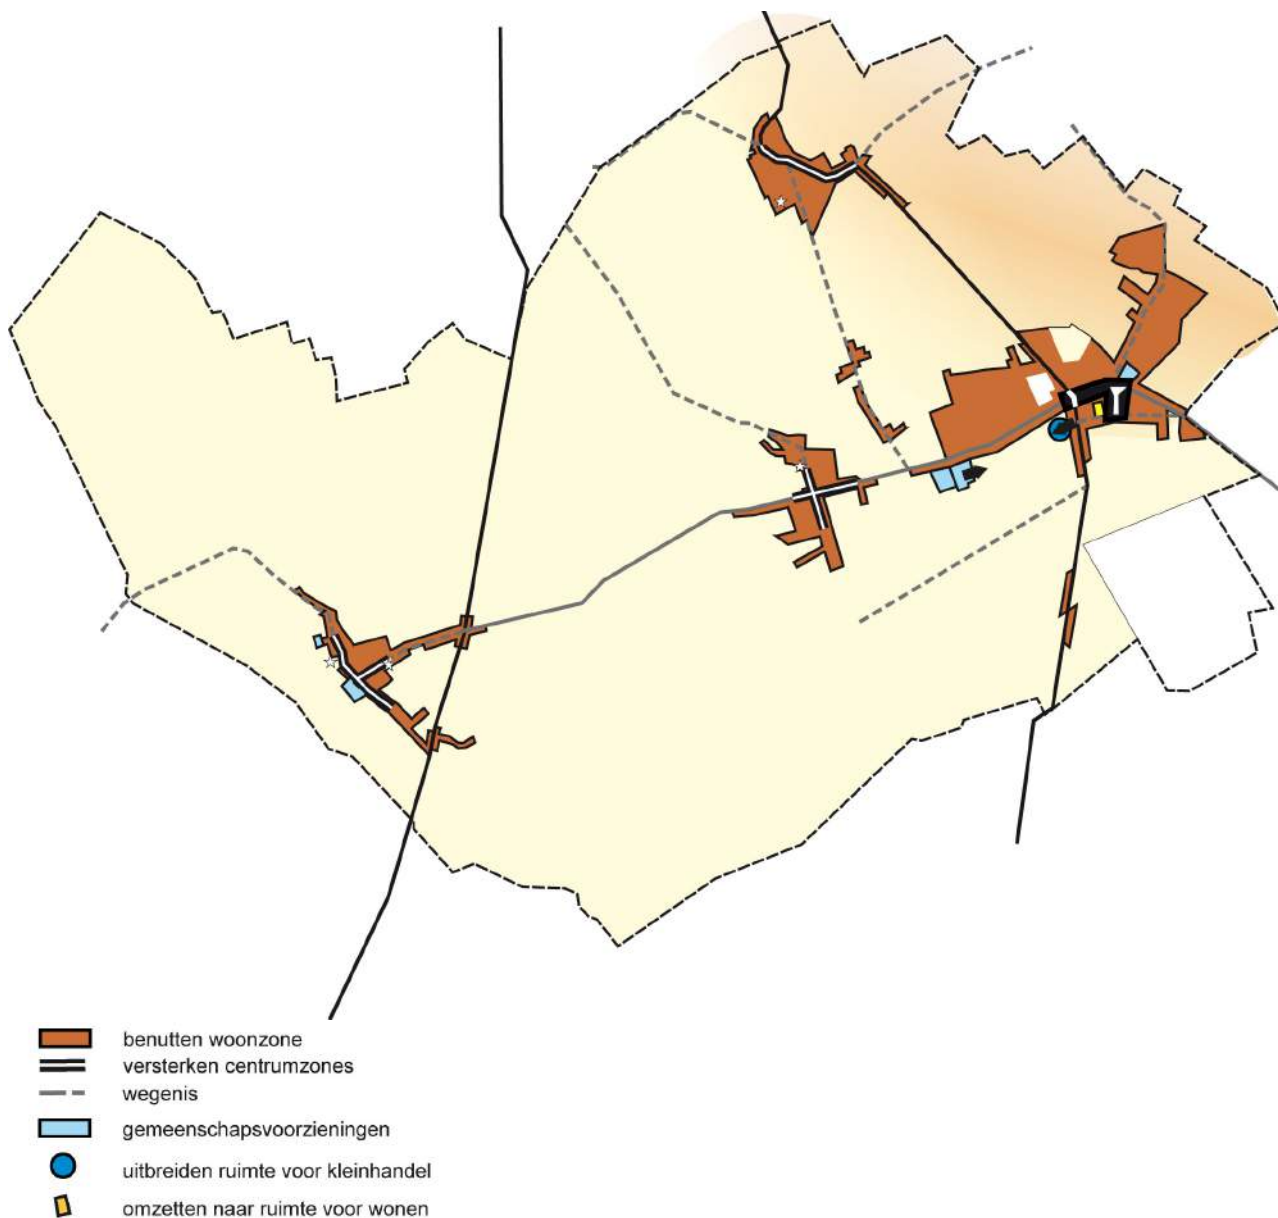 benutten woonzone
versterken centrumzones
wegenis
gemeenschapsvoorzieningen
uitbreiden ruimte voor kleinhandel
omzetten naar ruimte voor wonen